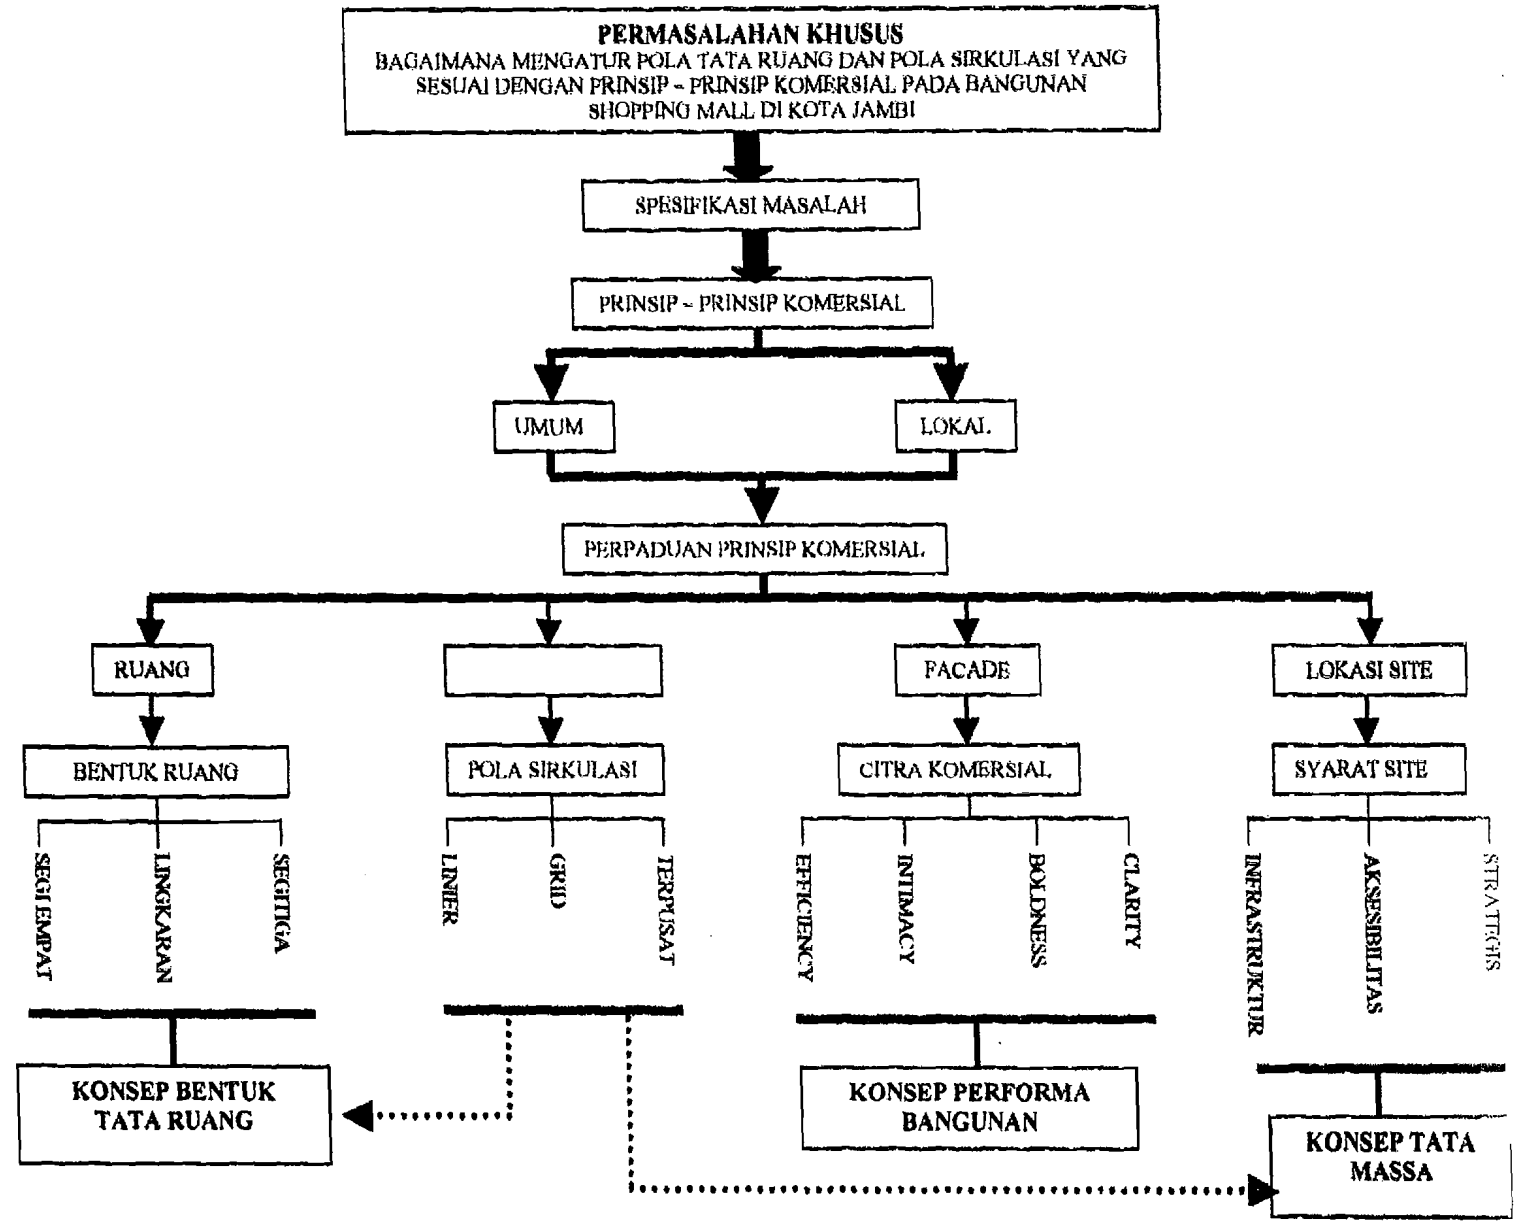 PERMASALAHAN KHUSUS
BAGAIMANA MENGATUR POLA TATA RUANG DAN POLA SIRKULASI YANG
SESUAI DENGAN PRINSIP - PRINSIP KOMERSIAL PADA BANGUNAN
SHOPPING MALL DI KOTA JAMBI
SPESIFIKASI MASALAH
PRINSIP - PRINSIP KOMERSIAL
UMUM
LOKAL
PERPADUAN PRINSIP KOMERSIAL
RUANG
FACADE
LOKASI SITE
BENTUK RUANG
POLA SIRKULASI
CITRA KOMERSIAL
SYARAT SITE
SEGI EMPAT
LINGKARAN
SEGITIGA
LINIER
GRID
TERPUSAT
EFFICIENCY
INTIMACY
BOLDNESS
CLARITY
INFRASTRUKTUR
AKSESIBILITAS
STRATEGIS
KONSEP BENTUK
TATA RUANG
KONSEP PERFORMA
BANGUNAN
KONSEP TATA
MASSA